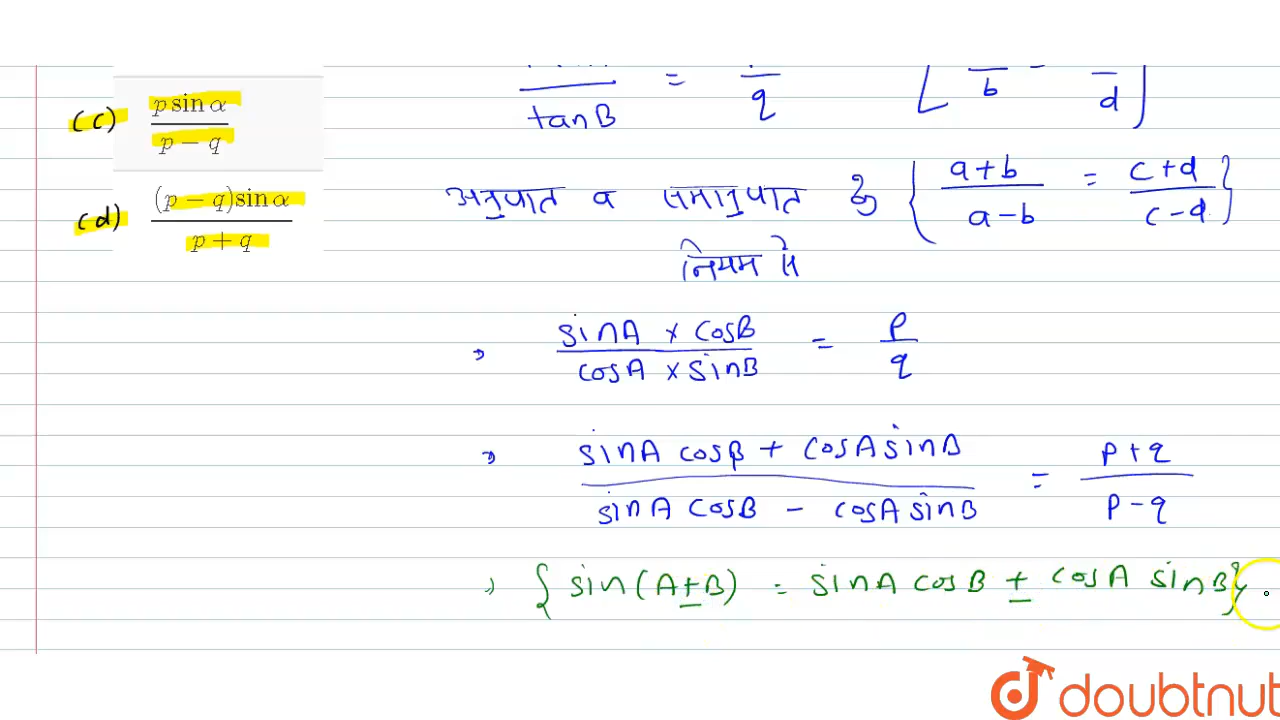 (c) p sin α / p − q
(d) (p − q)sin α / p + q
/ tanB = / q [ / b = / d ]
अनुपात व समानुपात के { a+b / a-b = c+d / c-d }
नियम से
⇒ sinA × cosB / cosA × sinB = P / q
⇒ sinA cosB + cosA sinB / sinA cosB - cosA sinB = P+q / P-q
⇒ { sin(A±B) = sinA cosB ± cosA sinB }
doubtnut